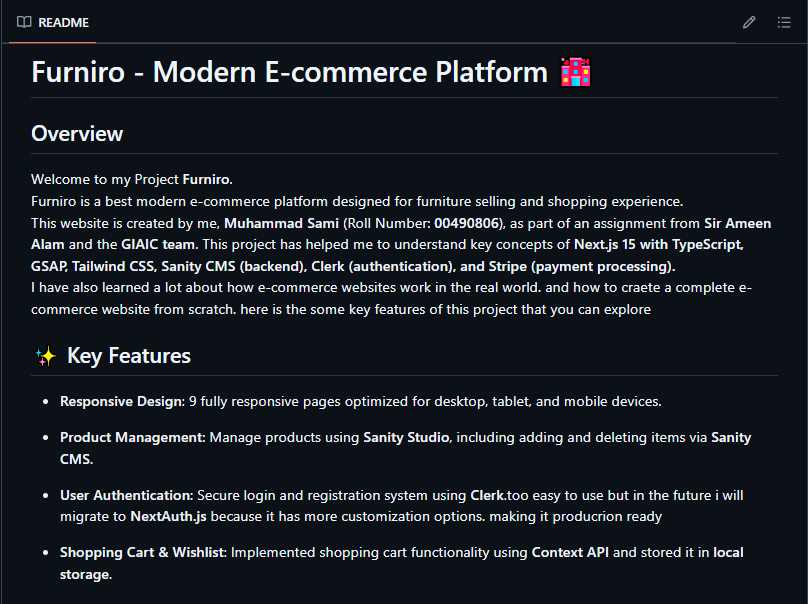 README
Furniro - Modern E-commerce Platform
Overview
Welcome to my Project Furniro.
Furniro is a best modern e-commerce platform designed for furniture selling and shopping experience.
This website is created by me, Muhammad Sami (Roll Number: 00490806), as part of an assignment from Sir Ameen
Alam and the GIAIC team. This project has helped me to understand key concepts of Next.js 15 with TypeScript,
GSAP, Tailwind CSS, Sanity CMS (backend), Clerk (authentication), and Stripe (payment processing).
I have also learned a lot about how e-commerce websites work in the real world. and how to craete a complete e-
commerce website from scratch. here is the some key features of this project that you can explore
✨ Key Features
• Responsive Design: 9 fully responsive pages optimized for desktop, tablet, and mobile devices.
• Product Management: Manage products using Sanity Studio, including adding and deleting items via Sanity
CMS.
• User Authentication: Secure login and registration system using Clerk.too easy to use but in the future i will
migrate to NextAuth.js because it has more customization options. making it producrion ready
• Shopping Cart & Wishlist: Implemented shopping cart functionality using Context API and stored it in local
storage.